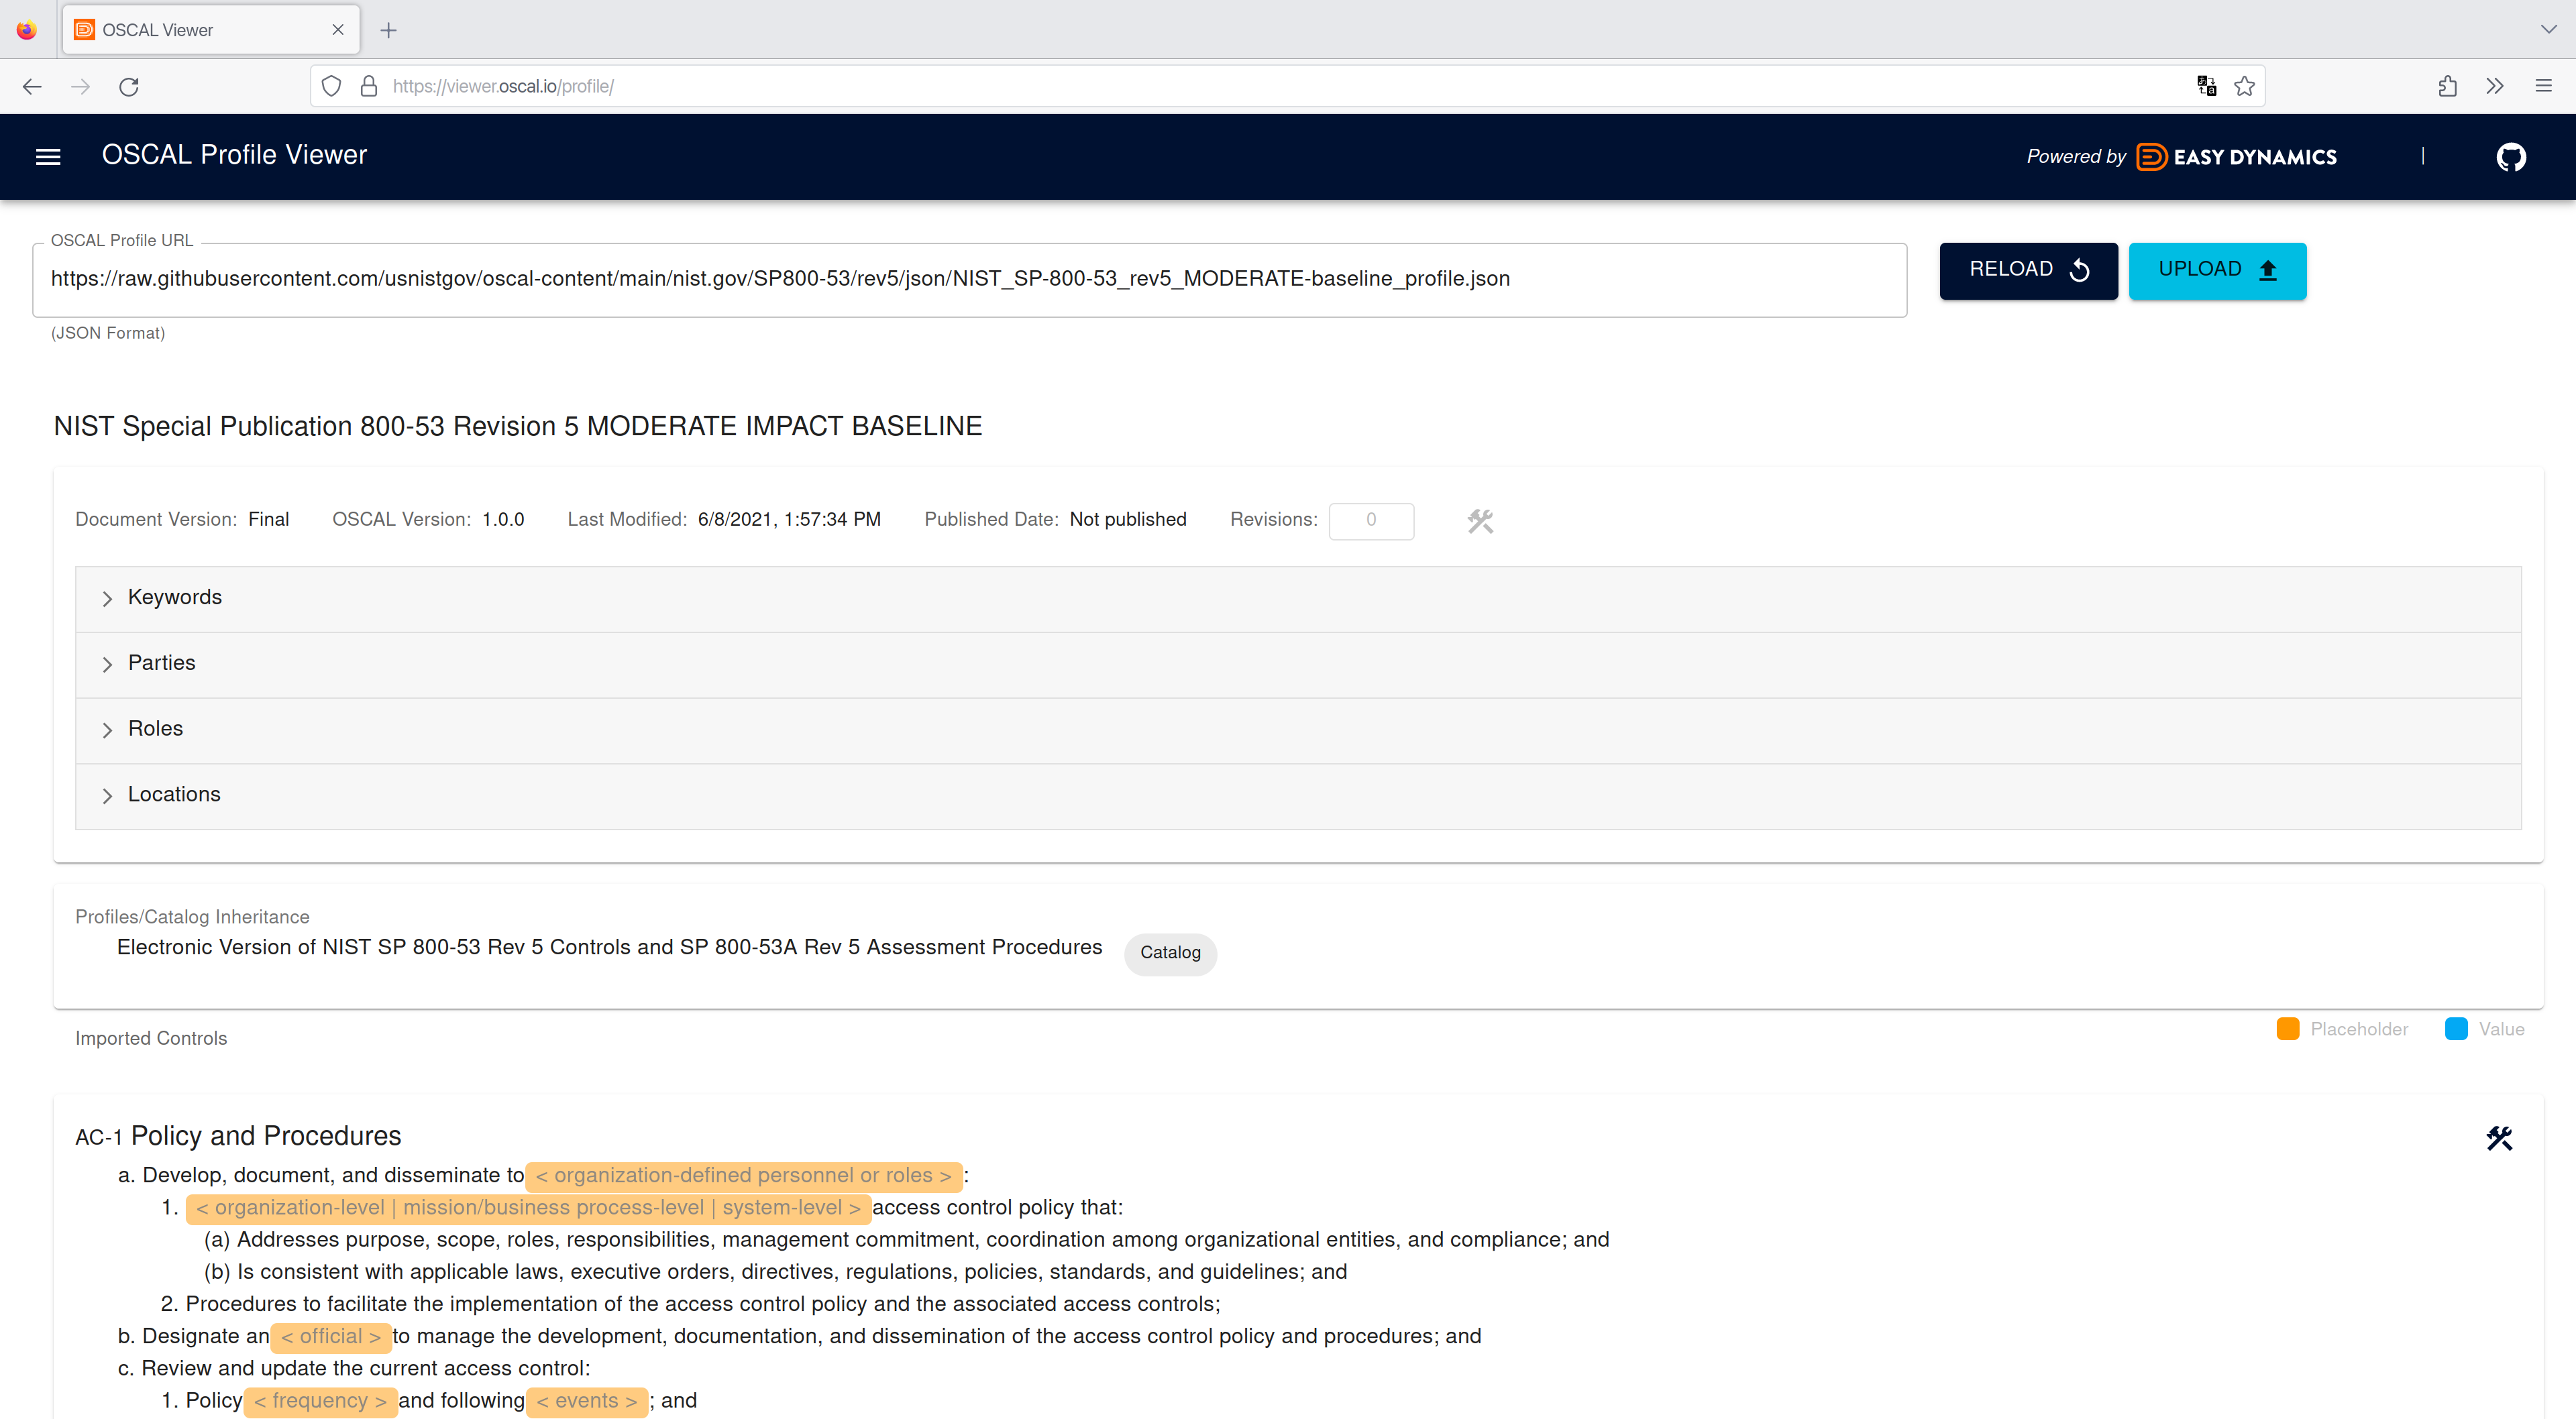 OSCAL Viewer
https://viewer.oscal.io/profile/
OSCAL Profile Viewer
Powered by EASY DYNAMICS |
OSCAL Profile URL
https://raw.githubusercontent.com/usnistgov/oscal-content/main/nist.gov/SP800-53/rev5/json/NIST_SP-800-53_rev5_MODERATE-baseline_profile.json
RELOAD
UPLOAD
(JSON Format)
NIST Special Publication 800-53 Revision 5 MODERATE IMPACT BASELINE
Document Version: Final OSCAL Version: 1.0.0 Last Modified: 6/8/2021, 1:57:34 PM Published Date: Not published Revisions: 0
Keywords
Parties
Roles
Locations
Profiles/Catalog Inheritance
Electronic Version of NIST SP 800-53 Rev 5 Controls and SP 800-53A Rev 5 Assessment Procedures Catalog
Imported Controls
Placeholder Value
AC-1 Policy and Procedures
a. Develop, document, and disseminate to < organization-defined personnel or roles > :
1. < organization-level | mission/business process-level | system-level > access control policy that:
(a) Addresses purpose, scope, roles, responsibilities, management commitment, coordination among organizational entities, and compliance; and
(b) Is consistent with applicable laws, executive orders, directives, regulations, policies, standards, and guidelines; and
2. Procedures to facilitate the implementation of the access control policy and the associated access controls;
b. Designate an < official > to manage the development, documentation, and dissemination of the access control policy and procedures; and
c. Review and update the current access control:
1. Policy < frequency > and following < events > ; and